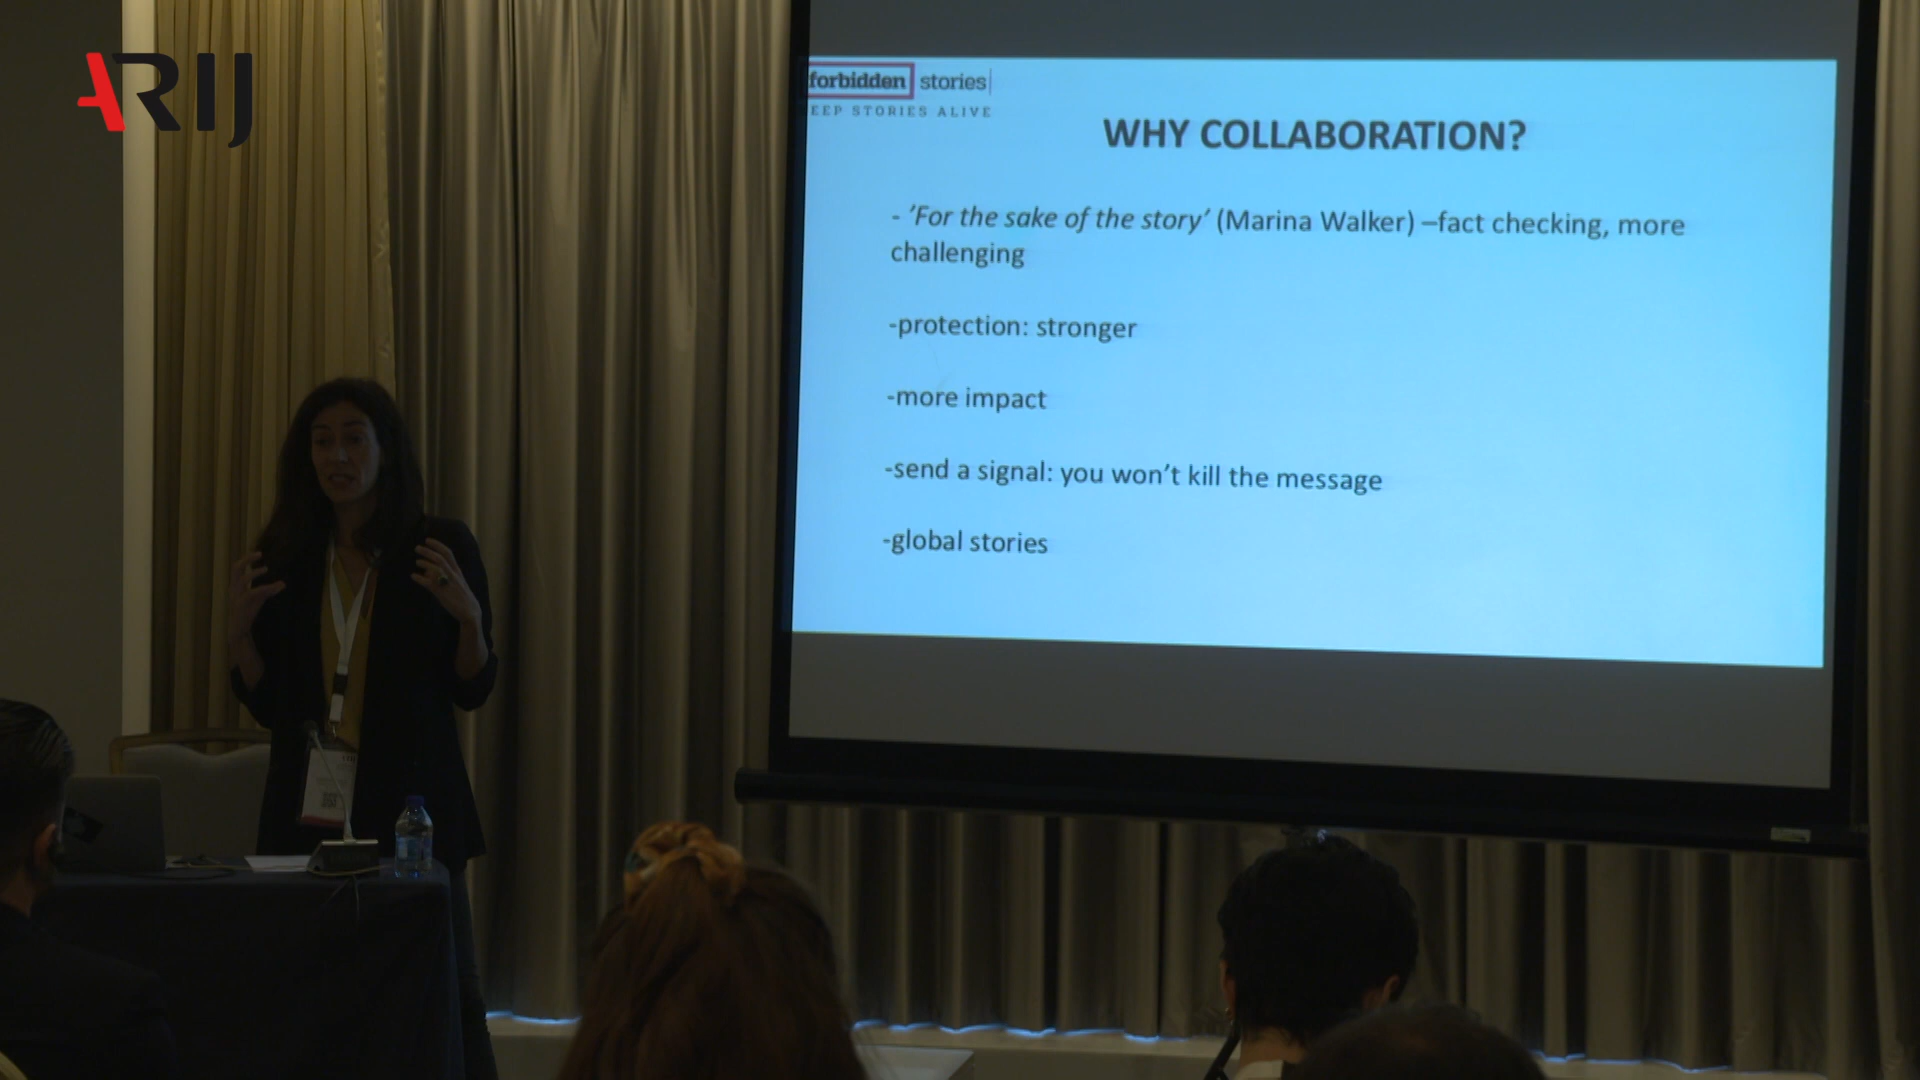 ARIJ
forbidden stories
EEP STORIES ALIVE
WHY COLLABORATION?
- 'For the sake of the story' (Marina Walker) –fact checking, more
challenging
-protection: stronger
-more impact
-send a signal: you won't kill the message
-global stories